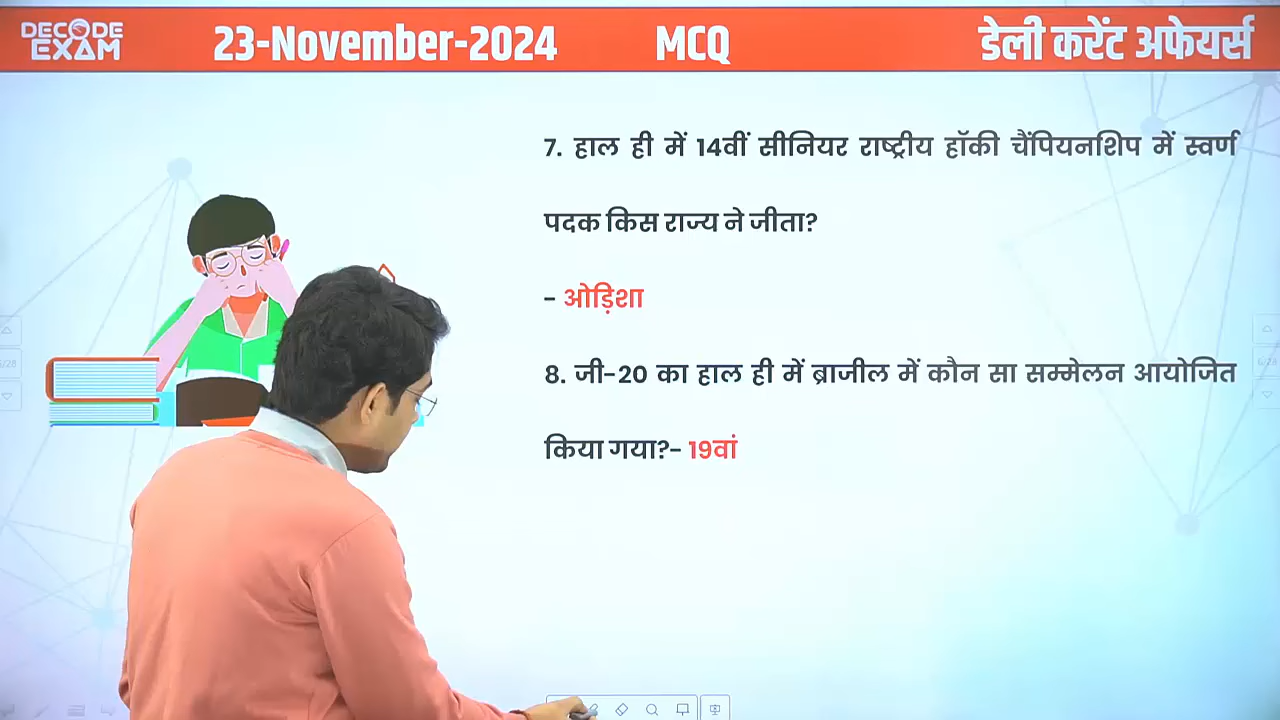 DECODE
EXAM
23-November-2024 MCQ डेली करेंट अफेयर्स
7. हाल ही में 14वीं सीनियर राष्ट्रीय हॉकी चैंपियनशिप में स्वर्ण
पदक किस राज्य ने जीता?
- ओड़िशा
8. जी-20 का हाल ही में ब्राजील में कौन सा सम्मेलन आयोजित
किया गया?- 19वां